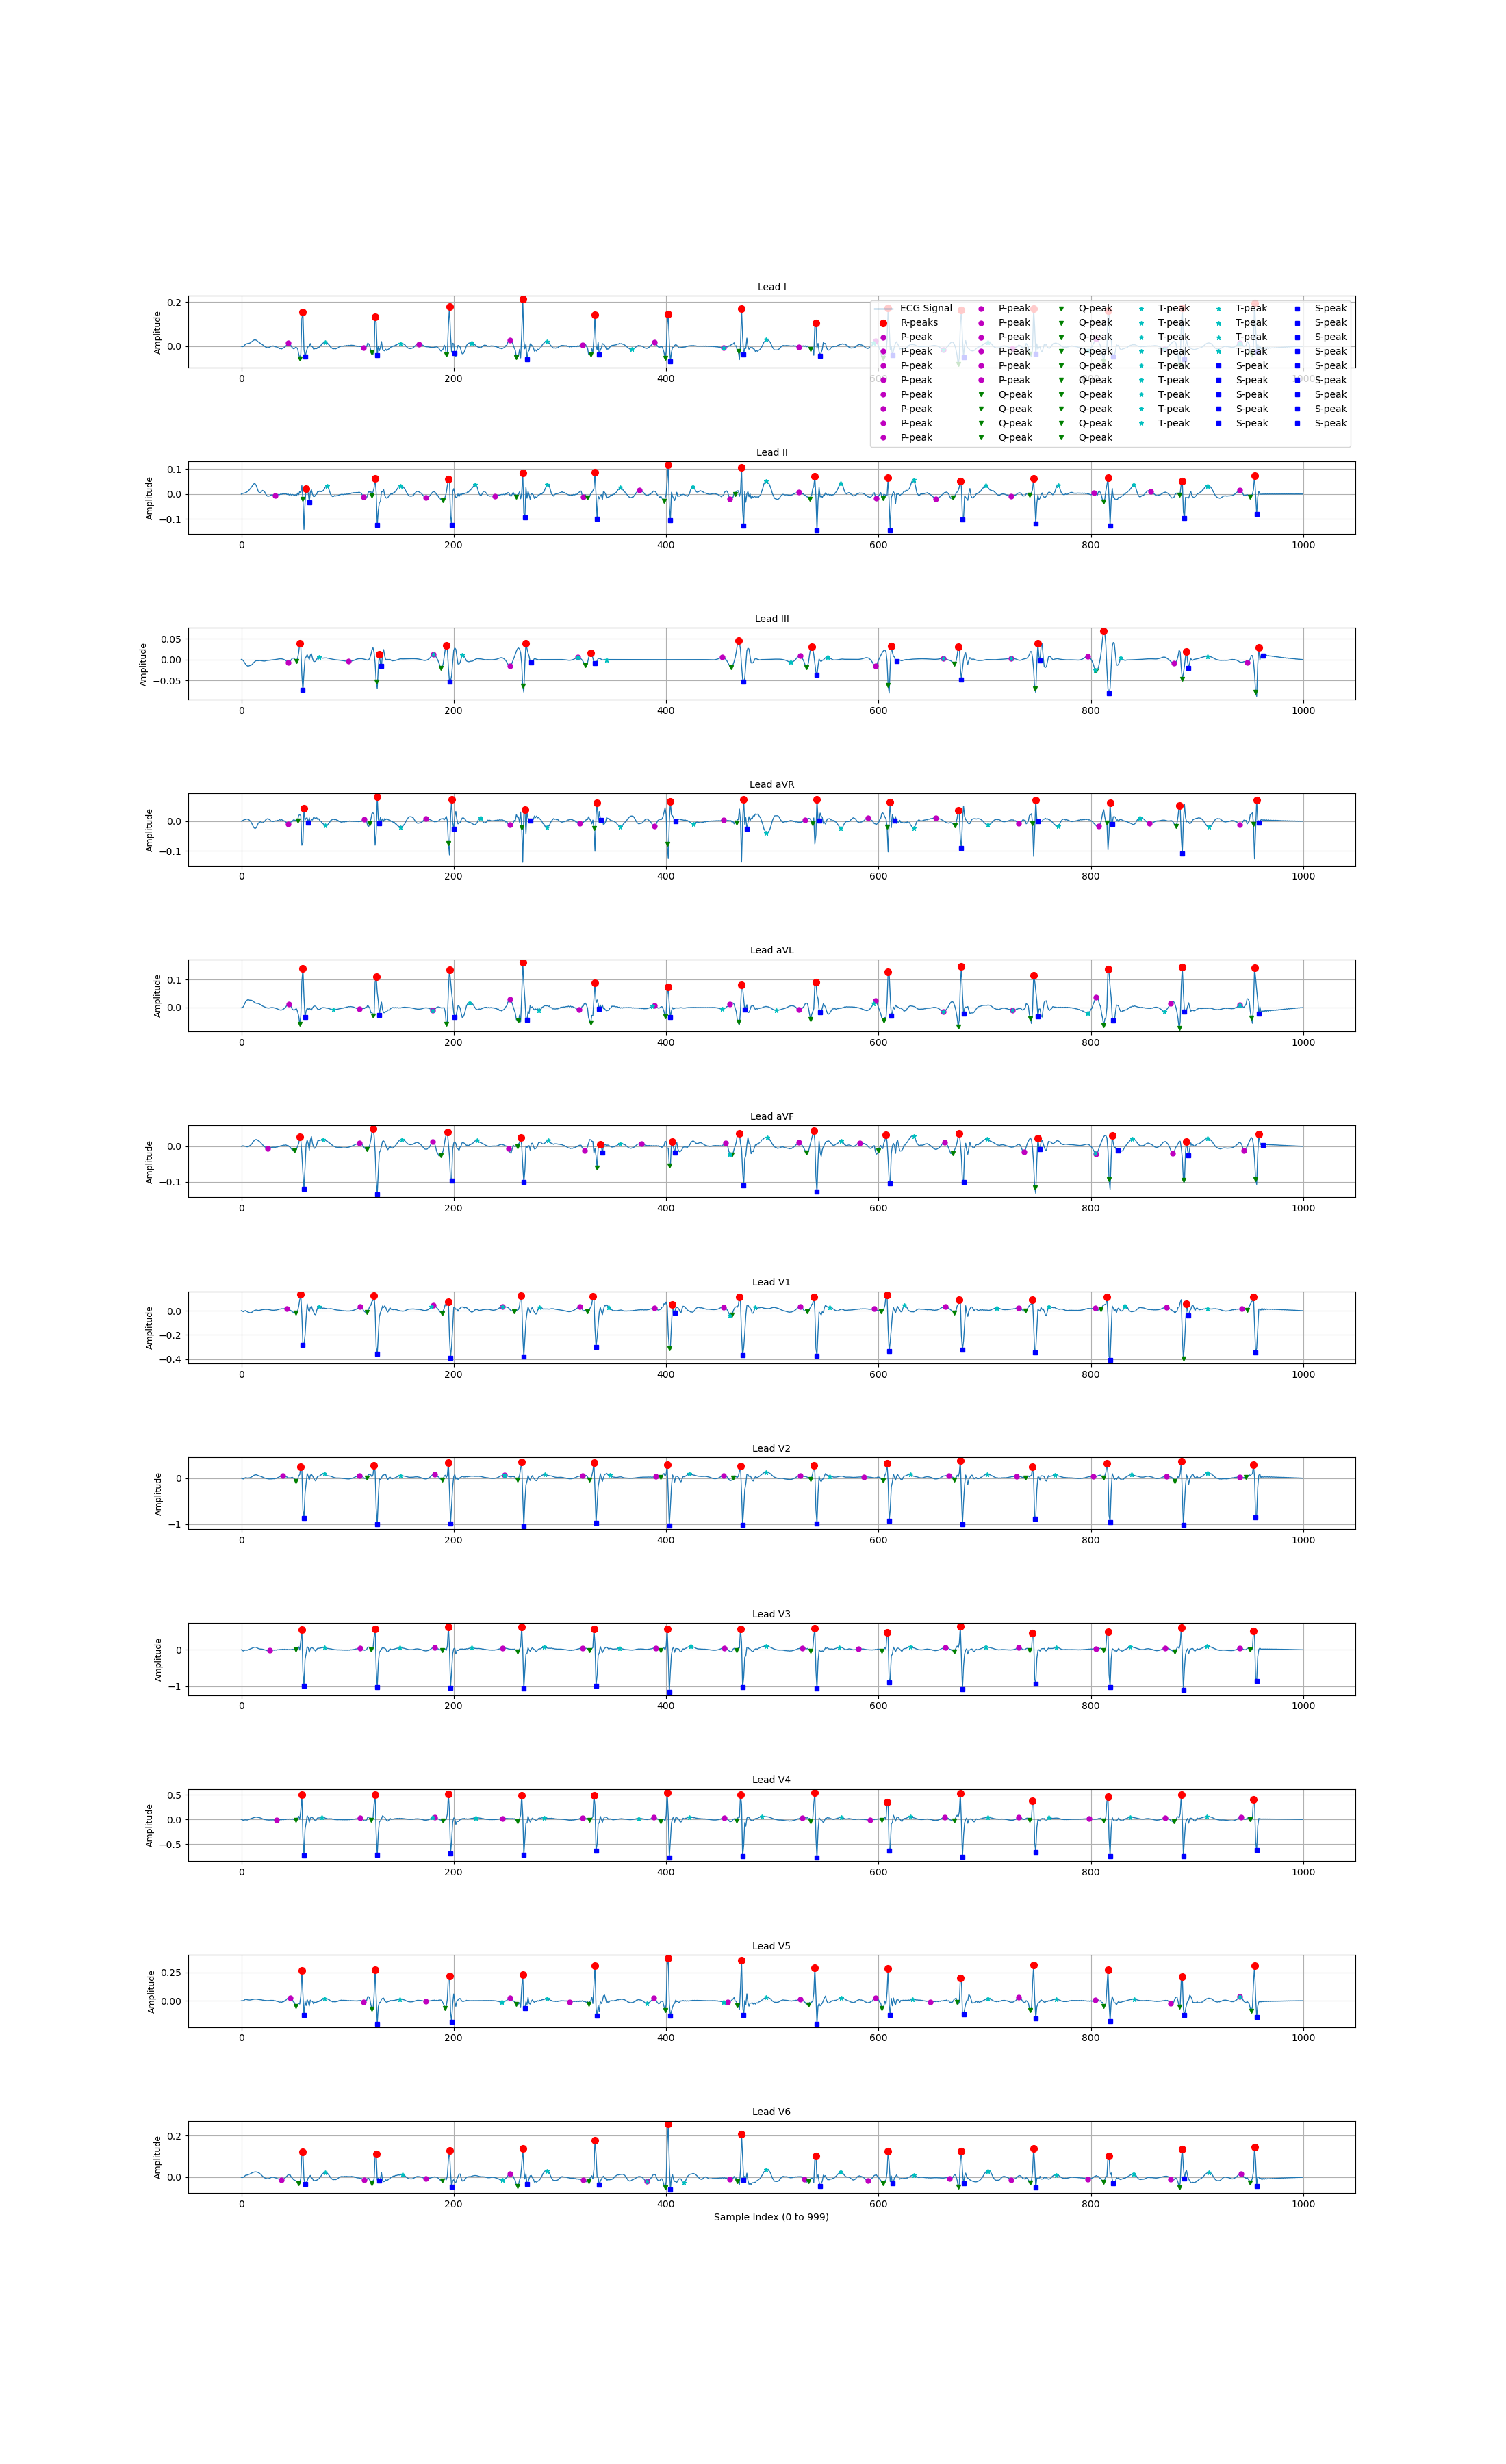 Lead I
Amplitude
0.2
0.0
0 200 400 600 800 1000
ECG Signal P-peak Q-peak T-peak T-peak S-peak
R-peaks P-peak Q-peak T-peak T-peak S-peak
P-peak P-peak Q-peak T-peak T-peak S-peak
P-peak P-peak Q-peak T-peak T-peak S-peak
P-peak P-peak Q-peak T-peak S-peak S-peak
P-peak P-peak Q-peak T-peak S-peak S-peak
P-peak Q-peak Q-peak T-peak S-peak S-peak
P-peak Q-peak Q-peak T-peak S-peak S-peak
P-peak Q-peak Q-peak T-peak S-peak S-peak
P-peak Q-peak Q-peak
Lead II
Amplitude
0.1
0.0
−0.1
0 200 400 600 800 1000
Lead III
Amplitude
0.05
0.00
−0.05
0 200 400 600 800 1000
Lead aVR
Amplitude
0.0
−0.1
0 200 400 600 800 1000
Lead aVL
Amplitude
0.1
0.0
0 200 400 600 800 1000
Lead aVF
Amplitude
0.0
−0.1
0 200 400 600 800 1000
Lead V1
Amplitude
0.0
−0.2
−0.4
0 200 400 600 800 1000
Lead V2
Amplitude
0
−1
0 200 400 600 800 1000
Lead V3
Amplitude
0
−1
0 200 400 600 800 1000
Lead V4
Amplitude
0.5
0.0
−0.5
0 200 400 600 800 1000
Lead V5
Amplitude
0.25
0.00
0 200 400 600 800 1000
Lead V6
Amplitude
0.2
0.0
0 200 400 600 800 1000
Sample Index (0 to 999)